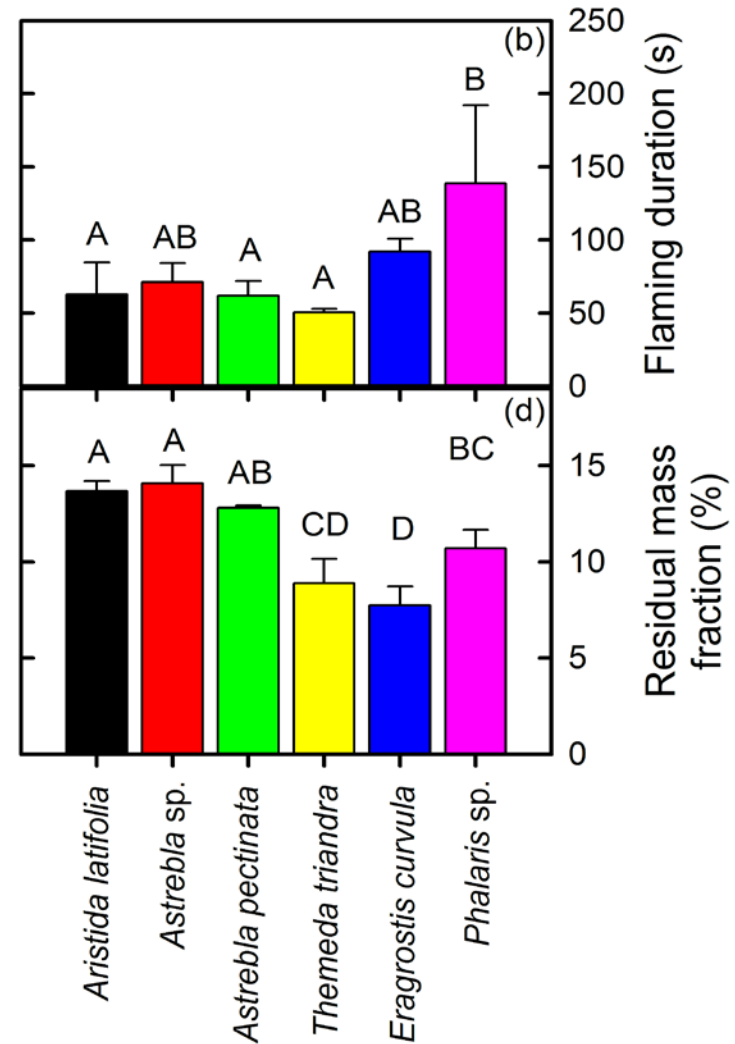 (b)
250
200
150
100
50
0
Flaming duration (s)
A
AB
A
A
AB
B
(d)
15
10
5
0
Residual mass
fraction (%)
A
A
AB
CD
D
BC
Aristida latifolia
Astrebla sp.
Astrebla pectinata
Themeda triandra
Eragrostis curvula
Phalaris sp.